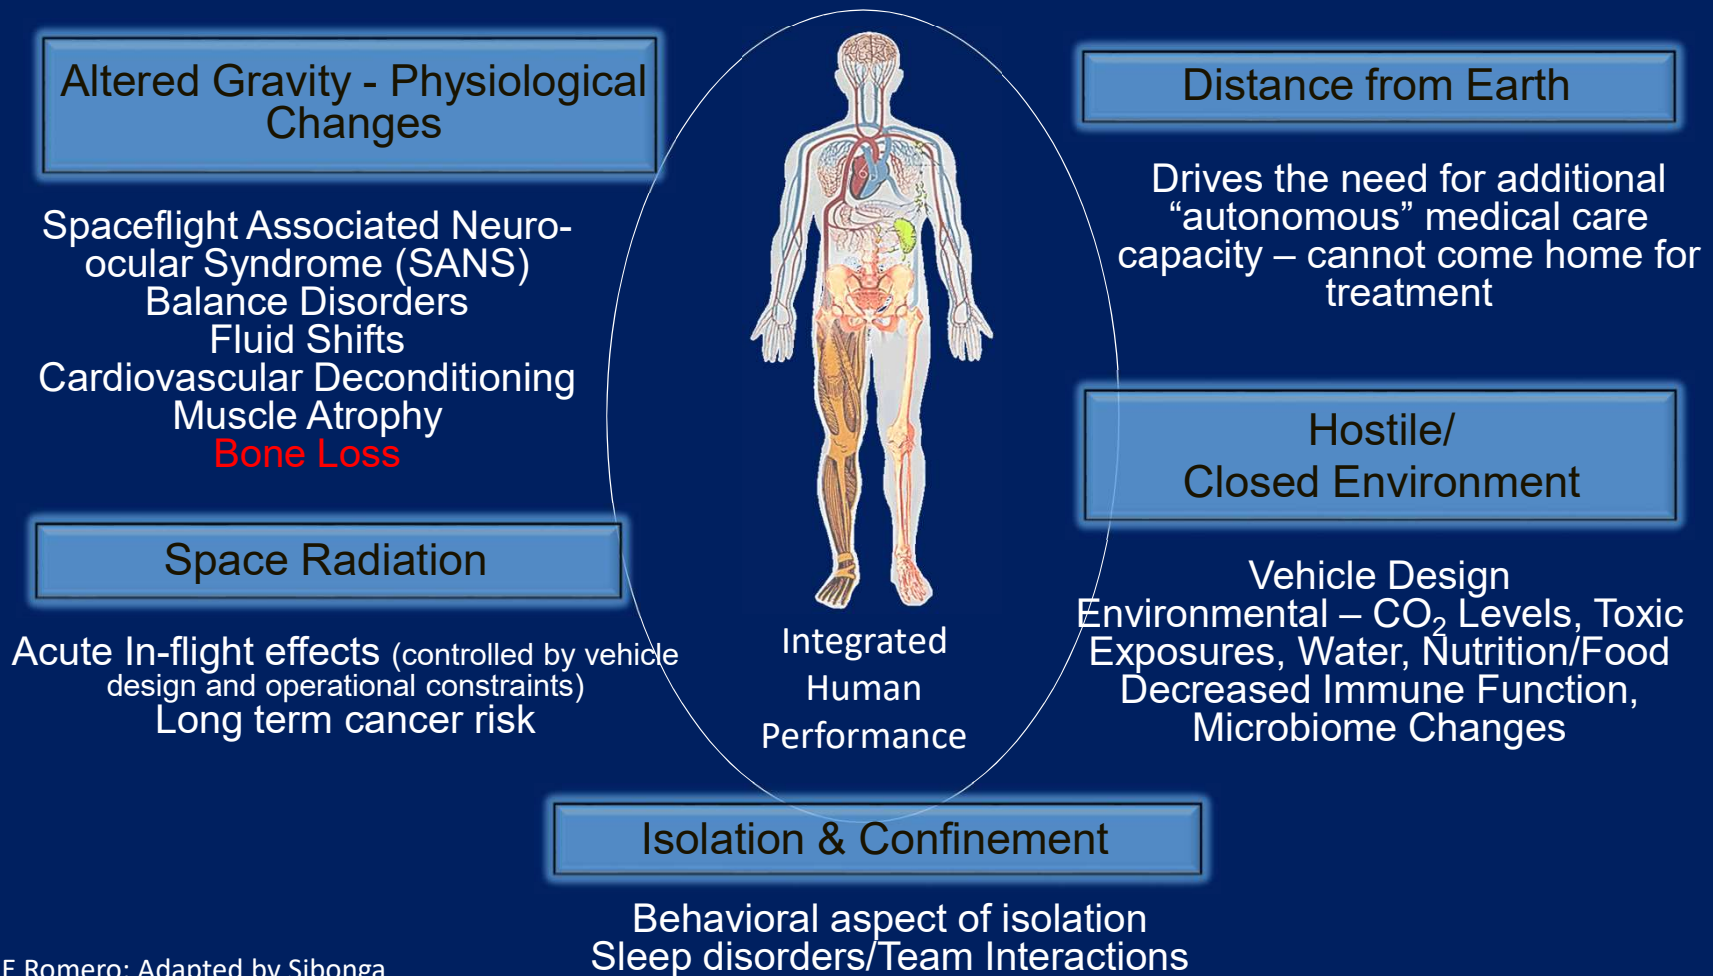 Altered Gravity - Physiological
Changes
Spaceflight Associated Neuro-
ocular Syndrome (SANS)
Balance Disorders
Fluid Shifts
Cardiovascular Deconditioning
Muscle Atrophy
Bone Loss
Space Radiation
Acute In-flight effects (controlled by vehicle
design and operational constraints)
Long term cancer risk
Integrated
Human
Performance
Distance from Earth
Drives the need for additional
“autonomous” medical care
capacity – cannot come home for
treatment
Hostile/
Closed Environment
Vehicle Design
Environmental – CO₂ Levels, Toxic
Exposures, Water, Nutrition/Food
Decreased Immune Function,
Microbiome Changes
Isolation & Confinement
Behavioral aspect of isolation
Sleep disorders/Team Interactions
E Romero; Adapted by Sibonga